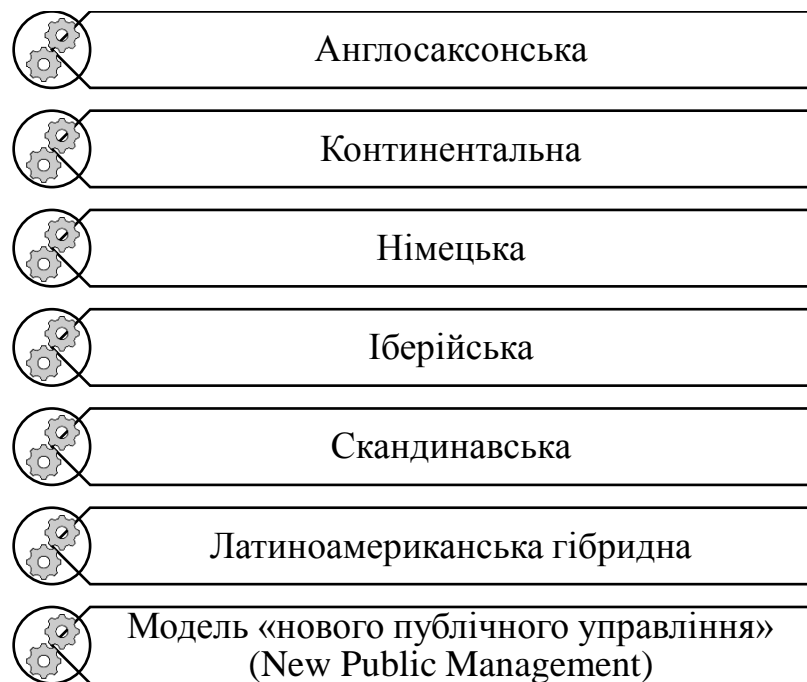 Англосаксонська
Континентальна
Німецька
Іберійська
Скандинавська
Латиноамериканська гібридна
Модель «нового публічного управління»
(New Public Management)